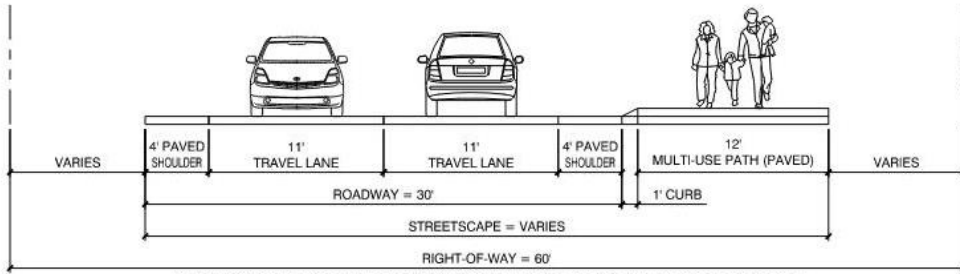 VARIES
4' PAVED
SHOULDER
11'
TRAVEL LANE
11'
TRAVEL LANE
4' PAVED
SHOULDER
12'
MULTI-USE PATH (PAVED)
VARIES
ROADWAY = 30'
1' CURB
STREETSCAPE = VARIES
RIGHT-OF-WAY = 60'